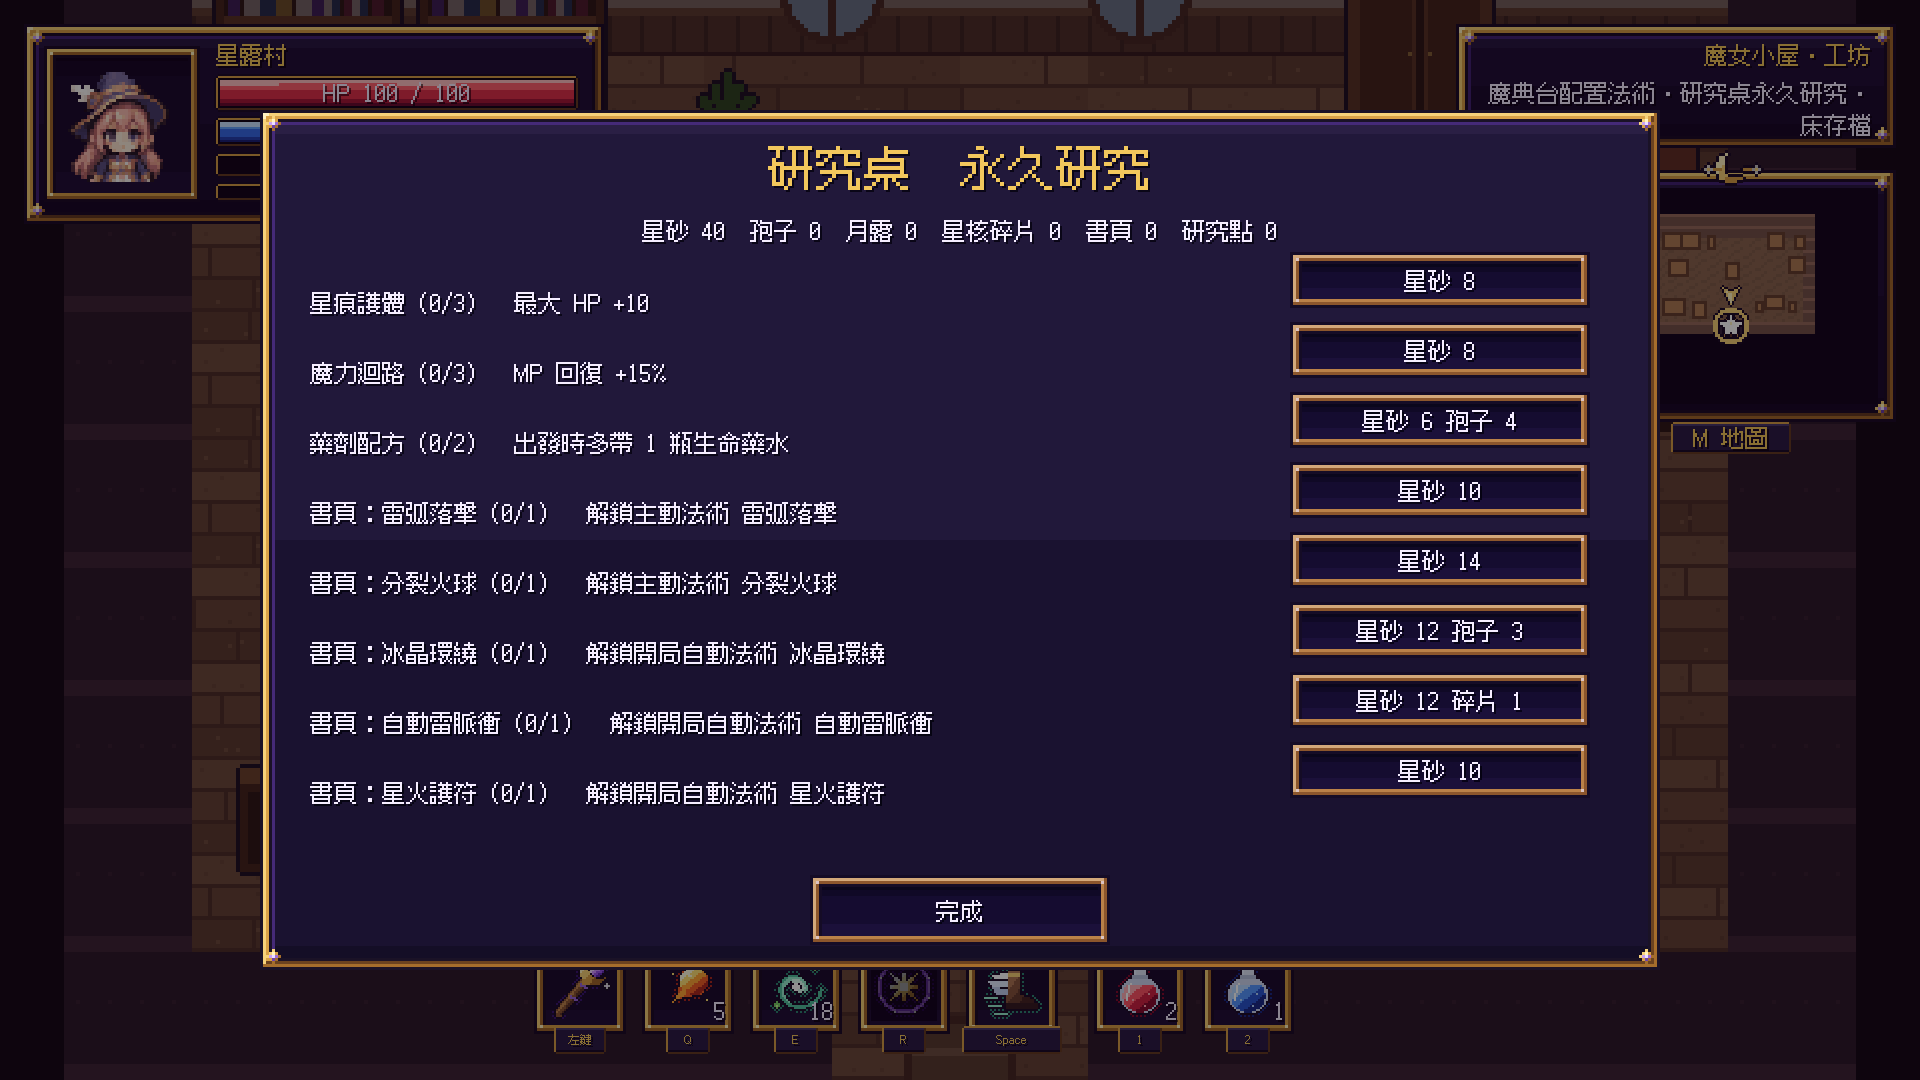 星露村
HP 100 / 100
魔女小屋・工坊
魔典台配置法術・研究桌永久研究・
床存檔
研究桌　永久研究
星砂 40 孢子 0 月露 0 星核碎片 0 書頁 0 研究點 0
星痕護體 (0/3) 最大 HP +10
星砂 8
魔力迴路 (0/3) MP 回復 +15%
星砂 8
藥劑配方 (0/2) 出發時多帶 1 瓶生命藥水
星砂 6 孢子 4
書頁：雷弧落擊 (0/1) 解鎖主動法術 雷弧落擊
星砂 10
書頁：分裂火球 (0/1) 解鎖主動法術 分裂火球
星砂 14
書頁：冰晶環繞 (0/1) 解鎖開局自動法術 冰晶環繞
星砂 12 孢子 3
書頁：自動雷脈衝 (0/1) 解鎖開局自動法術 自動雷脈衝
星砂 12 碎片 1
書頁：星火護符 (0/1) 解鎖開局自動法術 星火護符
星砂 10
完成
M 地圖
5
18
2
1
左鍵
Q
E
R
Space
1
2